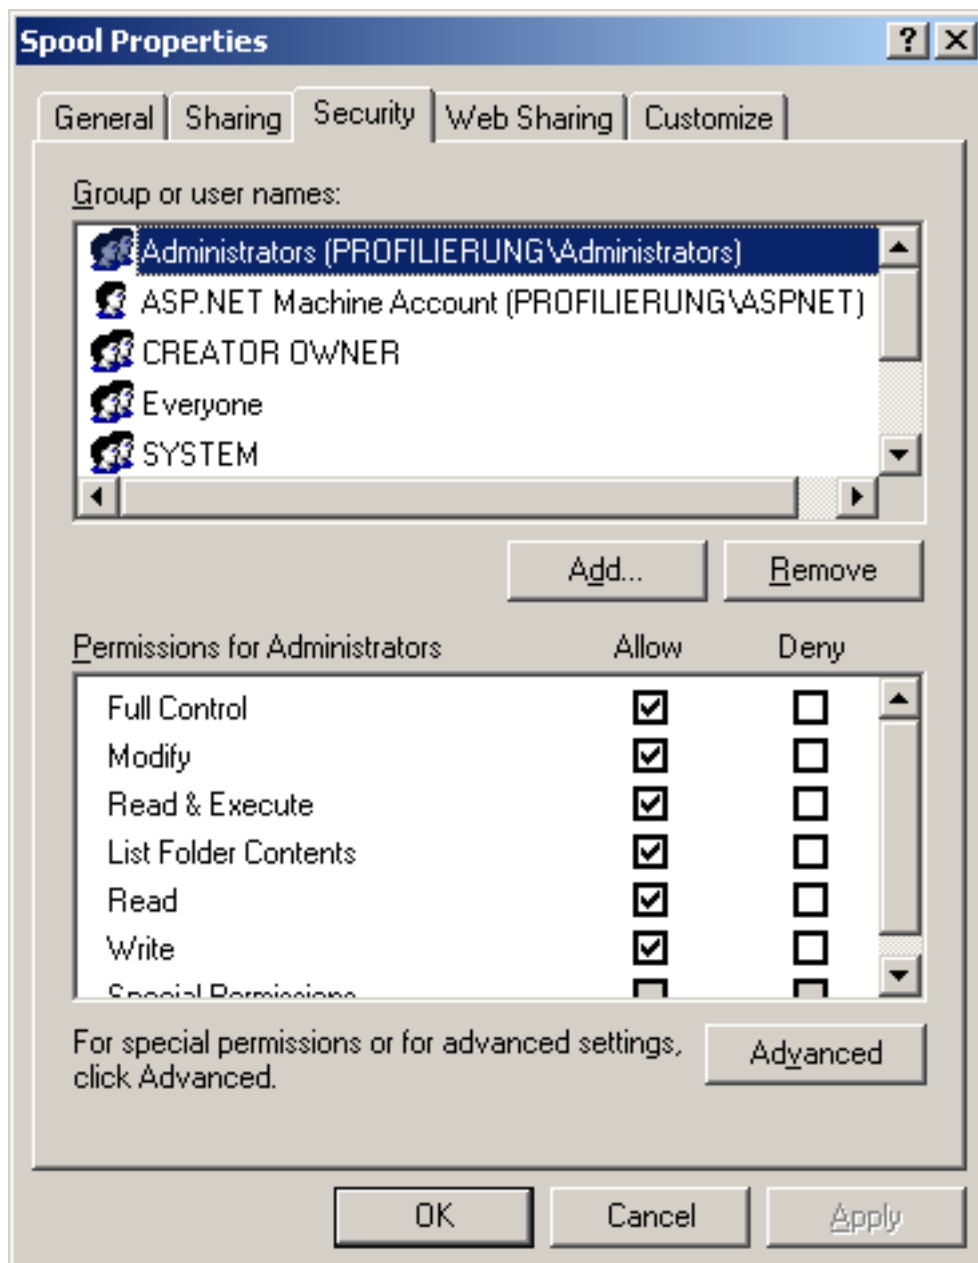 Spool Properties
General Sharing Security Web Sharing Customize
Group or user names:
Administrators (PROFILIERUNG\Administrators)
ASP.NET Machine Account (PROFILIERUNG\ASPNET)
CREATOR OWNER
Everyone
SYSTEM
Add... Remove
Permissions for Administrators Allow Deny
Full Control
Modify
Read & Execute
List Folder Contents
Read
Write
Special Permissions
For special permissions or for advanced settings, click Advanced.
Advanced
OK Cancel Apply